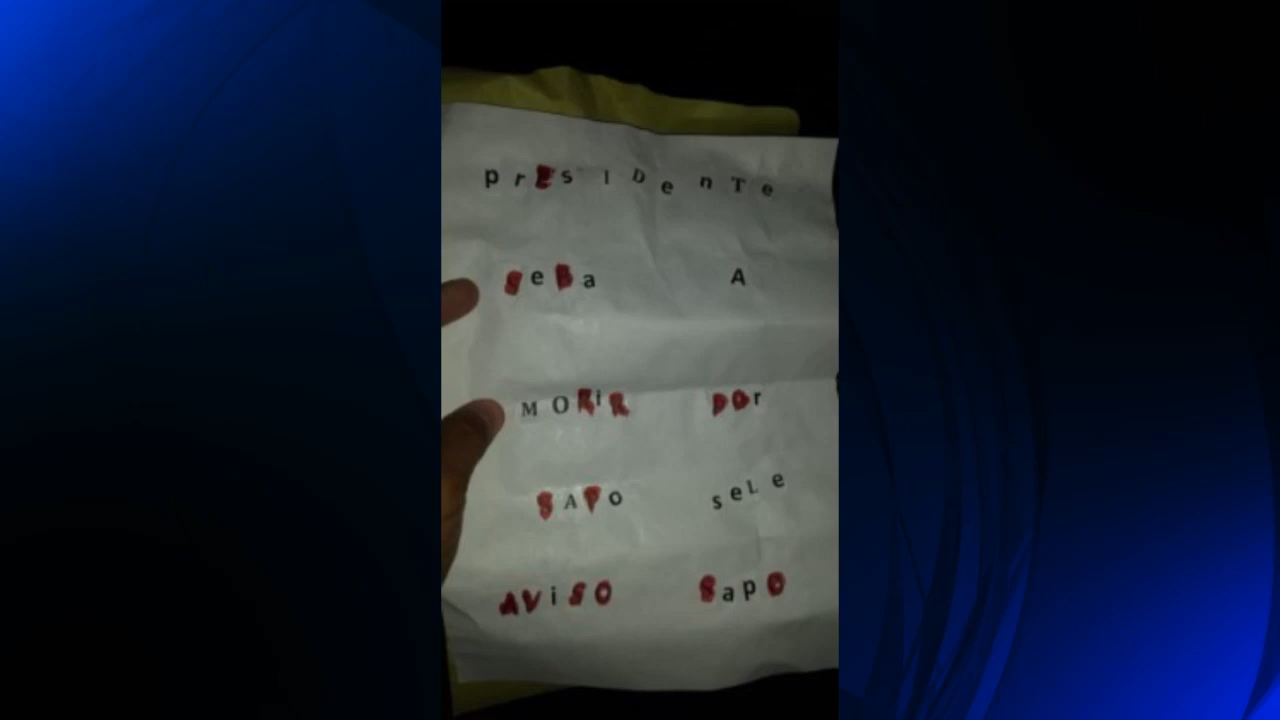 prEsIDenTe
SeBa A
MORiR POr
SAPo seLe
AViSO SapO